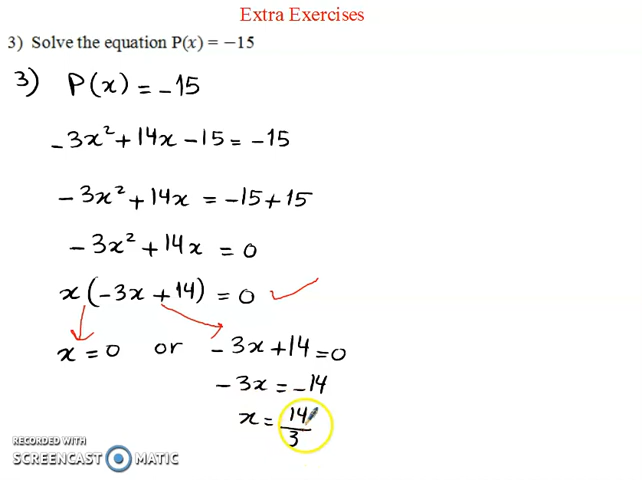 Extra Exercises
3) Solve the equation P(x) = −15
3) P(x) = -15
-3x² + 14x - 15 = -15
-3x² + 14x = -15 + 15
-3x² + 14x = 0
x(-3x + 14) = 0
x = 0 or -3x + 14 = 0
-3x = -14
x = 14/3
RECORDED WITH
SCREENCAST MATIC